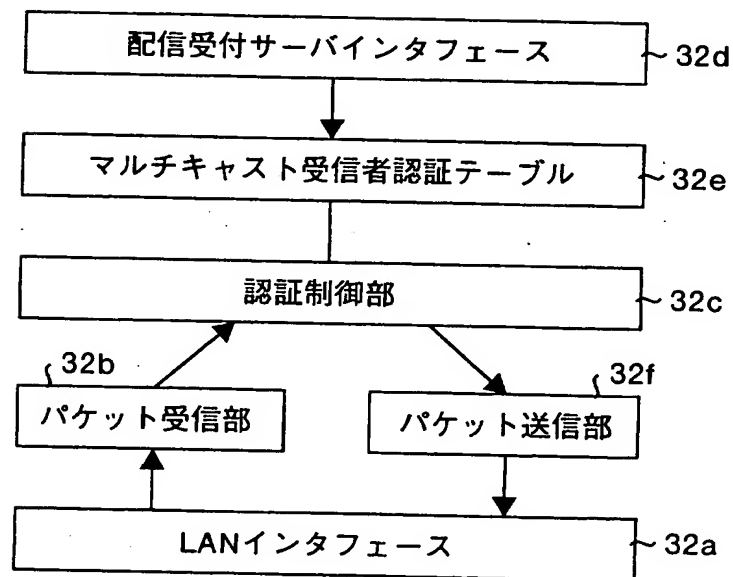 配信受付サーバインタフェース
32d
マルチキャスト受信者認証テーブル
32e
認証制御部
32c
32b
32f
パケット受信部
パケット送信部
LANインタフェース
32a